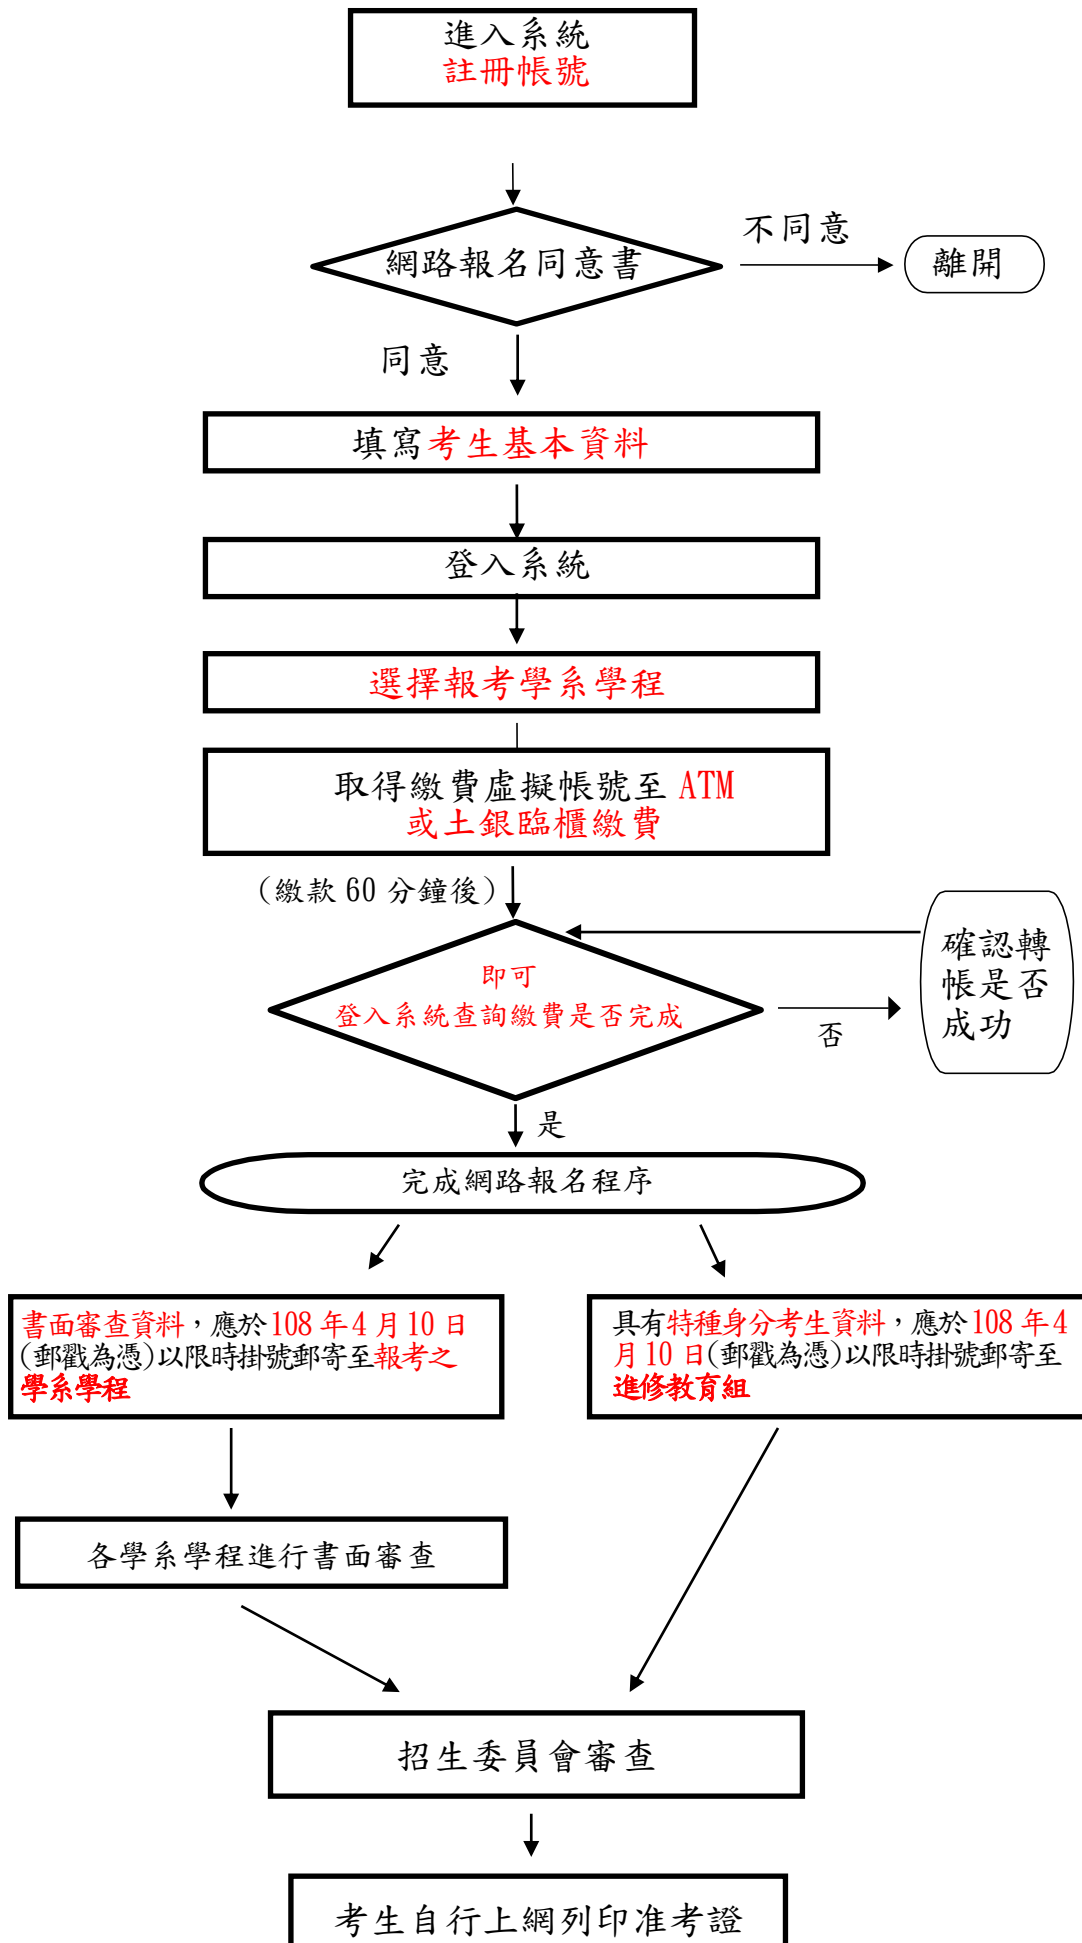 進入系統
註冊帳號
不同意
網路報名同意書
離開
同意
填寫考生基本資料
登入系統
選擇報考學系學程
取得繳費虛擬帳號至 ATM
或土銀臨櫃繳費
(繳款 60 分鐘後)
即可
登入系統查詢繳費是否完成
否
確認轉
帳是否
成功
是
完成網路報名程序
書面審查資料，應於 108 年 4 月 10 日
(郵戳為憑)以限時掛號郵寄至報考之
學系學程
具有特種身分考生資料，應於 108 年 4
月 10 日(郵戳為憑)以限時掛號郵寄至
進修教育組
各學系學程進行書面審查
招生委員會審查
考生自行上網列印准考證